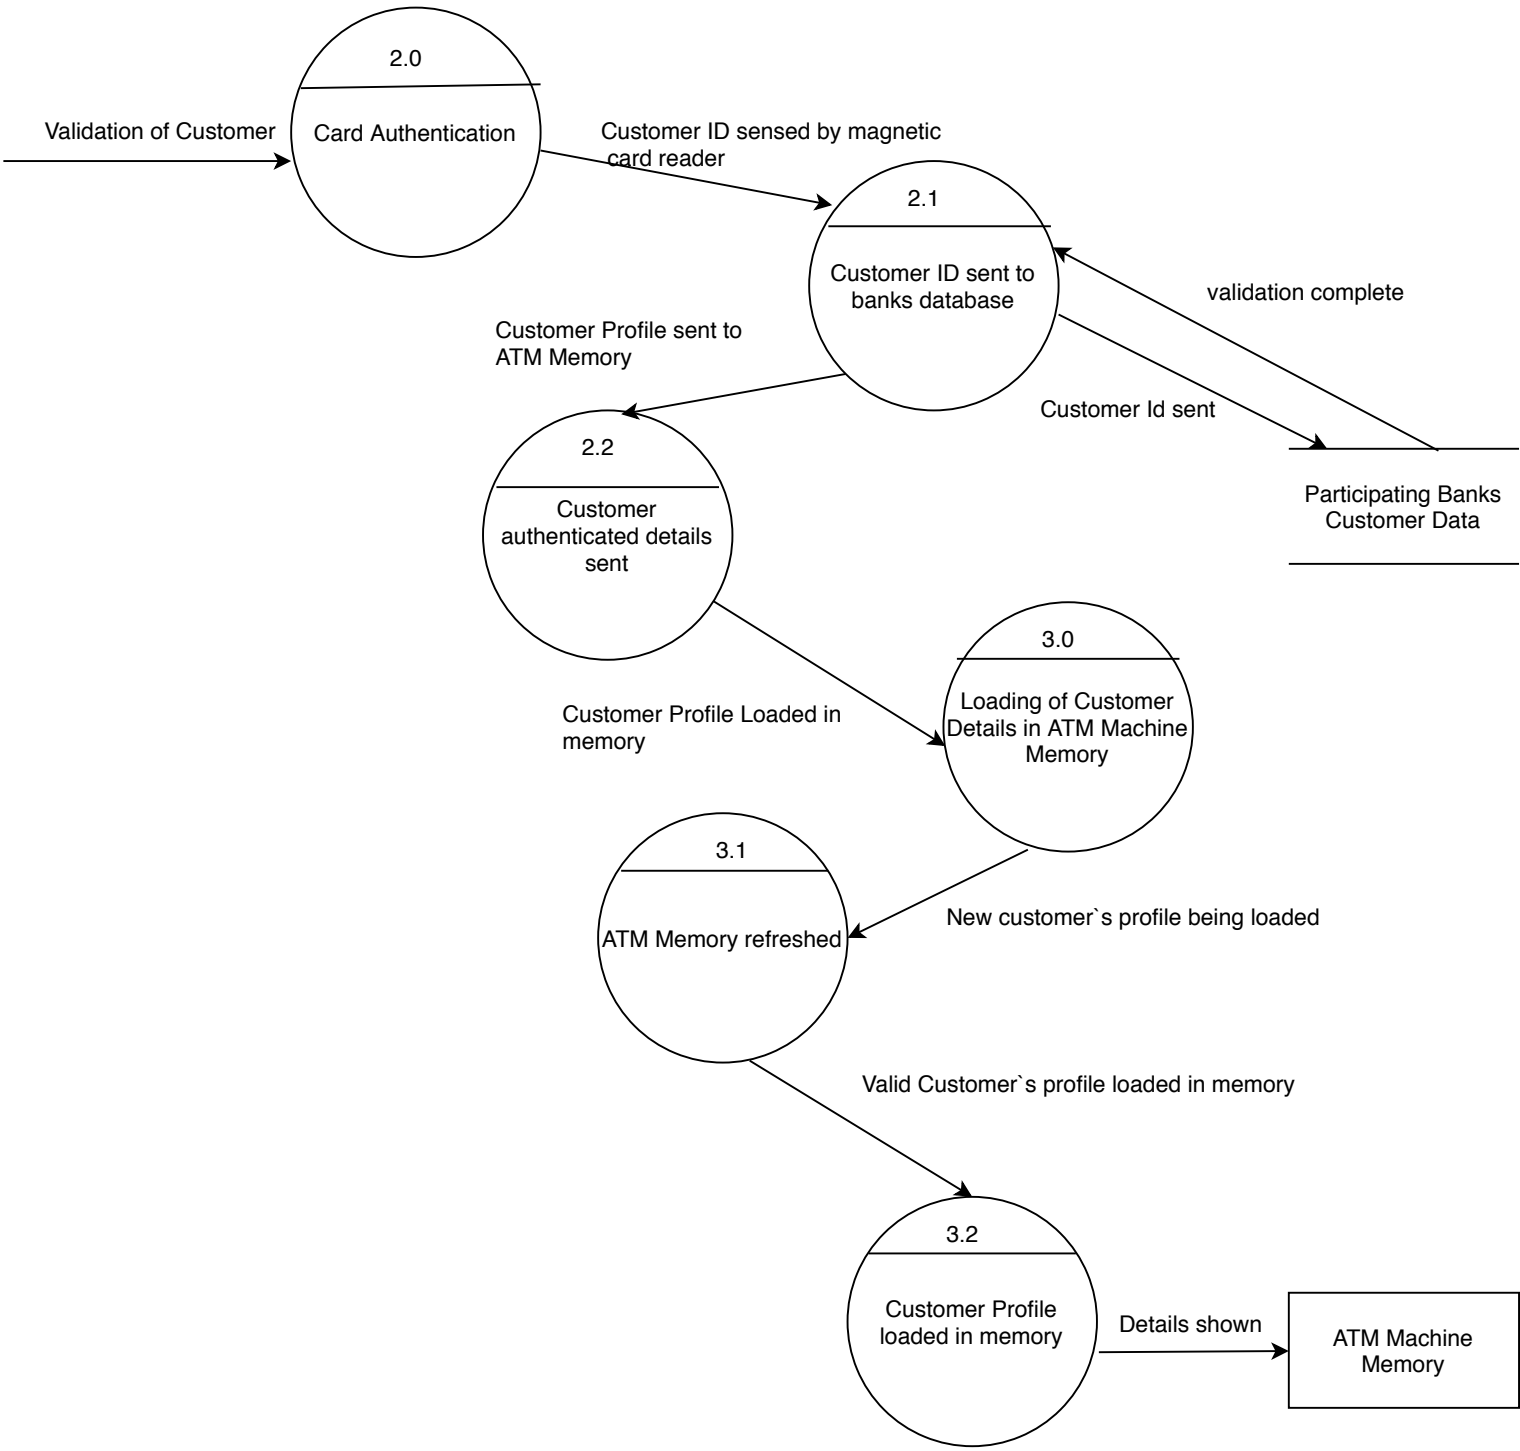 2.0
Validation of Customer
Card Authentication
Customer ID sensed by magnetic
card reader
2.1
Customer ID sent to
banks database
validation complete
Customer Profile sent to
ATM Memory
Customer Id sent
2.2
Customer
authenticated details
sent
Participating Banks
Customer Data
3.0
Loading of Customer
Details in ATM Machine
Memory
Customer Profile Loaded in
memory
3.1
ATM Memory refreshed
New customer`s profile being loaded
Valid Customer`s profile loaded in memory
3.2
Customer Profile
loaded in memory
Details shown
ATM Machine
Memory